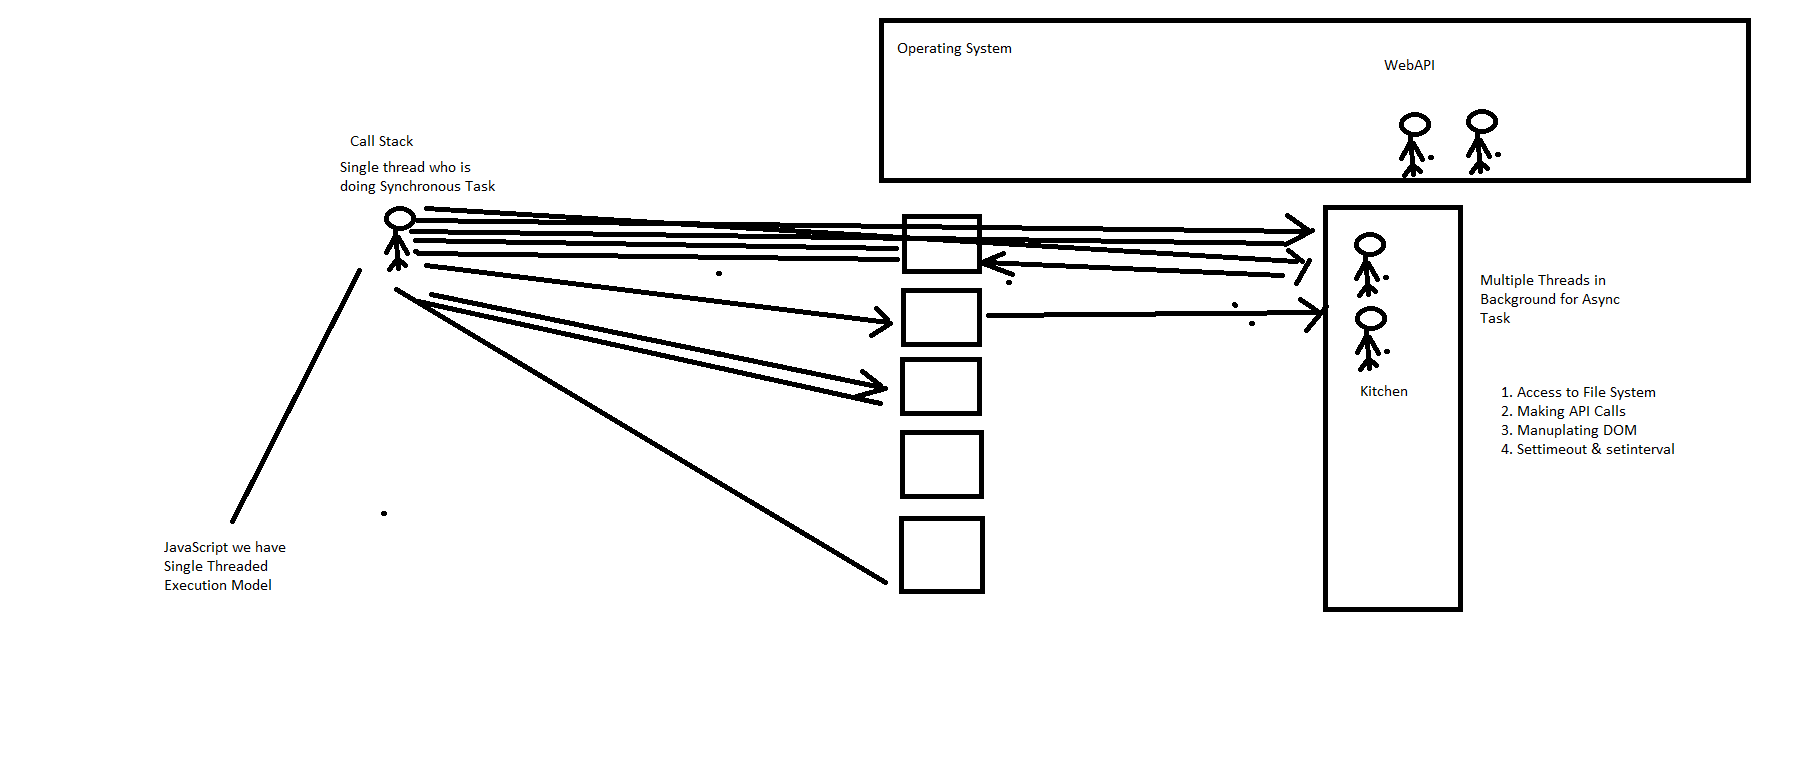 Operating System
WebAPI
Call Stack
Single thread who is
doing Synchronous Task
Multiple Threads in
Background for Async
Task
Kitchen
1. Access to File System
2. Making API Calls
3. Manuplating DOM
4. Settimeout & setinterval
JavaScript we have
Single Threaded
Execution Model